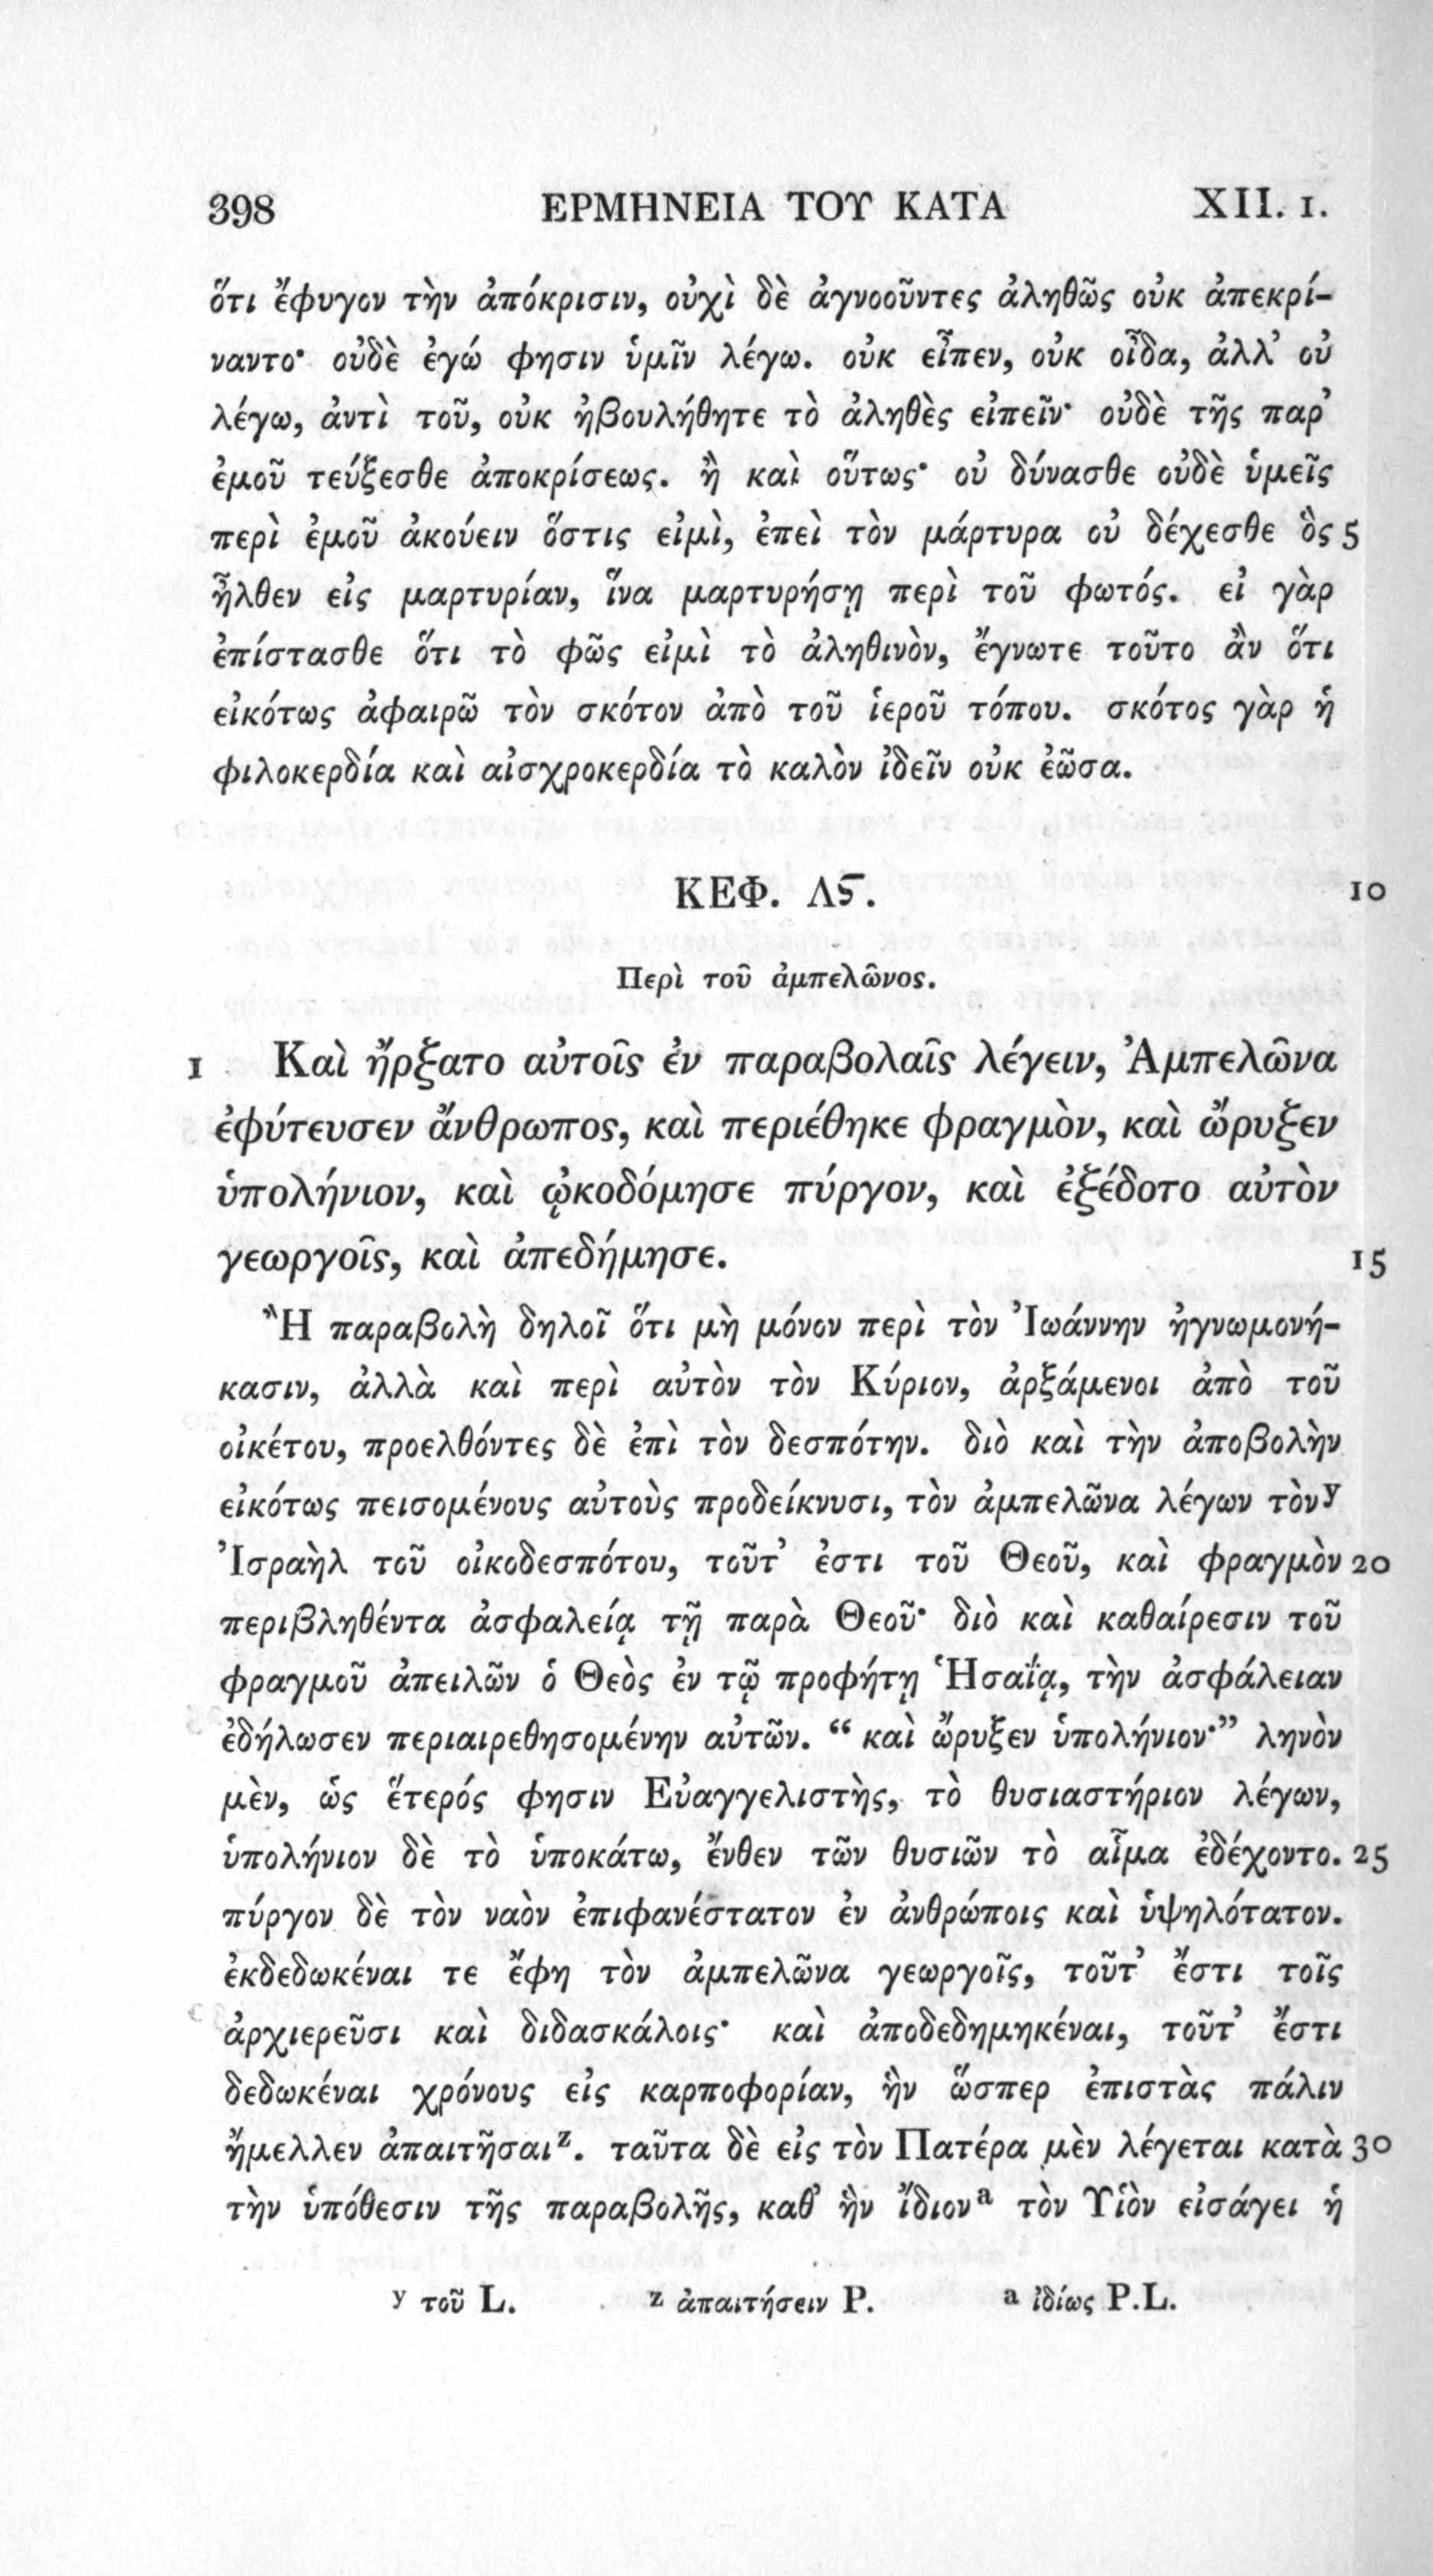 398 ΕΡΜΗΝΕΙΑ ΤΟΥ ΚΑΤΑ XII. 1.
ὅτι ἔφυγον τὴν ἀπόκρισιν, οὐχὶ δὲ ἀγνοοῦντες ἀληθῶς οὐκ ἀπεκρί-
ναντο· οὐδὲ ἐγώ φησιν ὑμῖν λέγω. οὐκ εἶπεν, οὐκ οἶδα, ἀλλ’ οὐ
λέγω, ἀντὶ τοῦ, οὐκ ἠβουλήθητε τὸ ἀληθὲς εἰπεῖν· οὐδὲ τῆς παρ’
ἐμοῦ τεύξεσθε ἀποκρίσεως. ἢ καὶ οὕτως· οὐ δύνασθε οὐδὲ ὑμεῖς
περὶ ἐμοῦ ἀκούειν ὅστις εἰμὶ, ἐπεὶ τὸν μάρτυρα οὐ δέχεσθε ὃς 5
ἦλθεν εἰς μαρτυρίαν, ἵνα μαρτυρήσῃ περὶ τοῦ φωτός. εἰ γὰρ
ἐπίστασθε ὅτι τὸ φῶς εἰμὶ τὸ ἀληθινὸν, ἔγνωτε τοῦτο ἂν ὅτι
εἰκότως ἀφαιρῶ τὸν σκότον ἀπὸ τοῦ ἱεροῦ τόπου. σκότος γὰρ ἡ
φιλοκερδία καὶ αἰσχροκερδία τὸ καλὸν ἰδεῖν οὐκ ἐῶσα.
ΚΕΦ. Λϛ. 10
Περὶ τοῦ ἀμπελῶνος.
1 Καὶ ἤρξατο αὐτοῖς ἐν παραβολαῖς λέγειν, Ἀμπελῶνα
ἐφύτευσεν ἄνθρωπος, καὶ περιέθηκε φραγμὸν, καὶ ὤρυξεν
ὑπολήνιον, καὶ ᾠκοδόμησε πύργον, καὶ ἐξέδοτο αὐτὸν
γεωργοῖς, καὶ ἀπεδήμησε. 15
Ἢ παραβολὴ δηλοῖ ὅτι μὴ μόνον περὶ τὸν Ἰωάννην ἠγνωμονή-
κασιν, ἀλλὰ καὶ περὶ αὐτὸν τὸν Κύριον, ἀρξάμενοι ἀπὸ τοῦ
οἰκέτου, προελθόντες δὲ ἐπὶ τὸν δεσπότην. διὸ καὶ τὴν ἀποβολὴν
εἰκότως πεισομένους αὐτοὺς προδείκνυσι, τὸν ἀμπελῶνα λέγων τὸν y
Ἰσραὴλ τοῦ οἰκοδεσπότου, τοῦτ’ ἐστι τοῦ Θεοῦ, καὶ φραγμὸν 20
περιβληθέντα ἀσφαλείᾳ τῇ παρὰ Θεοῦ· διὸ καὶ καθαίρεσιν τοῦ
φραγμοῦ ἀπειλῶν ὁ Θεὸς ἐν τῷ προφήτῃ Ἡσαΐᾳ, τὴν ἀσφάλειαν
ἐδήλωσεν περιαιρεθησομένην αὐτῶν. “ καὶ ὤρυξεν ὑπολήνιον·” ληνὸν
μὲν, ὡς ἕτερός φησιν Εὐαγγελιστὴς, τὸ θυσιαστήριον λέγων,
ὑπολήνιον δὲ τὸ ὑποκάτω, ἔνθεν τῶν θυσιῶν τὸ αἷμα ἐδέχοντο. 25
πύργον δὲ τὸν ναὸν ἐπιφανέστατον ἐν ἀνθρώποις καὶ ὑψηλότατον.
ἐκδεδωκέναι τε ἔφη τὸν ἀμπελῶνα γεωργοῖς, τοῦτ’ ἔστι τοῖς
ἀρχιερεῦσι καὶ διδασκάλοις· καὶ ἀποδεδημηκέναι, τοῦτ’ ἔστι
δεδωκέναι χρόνους εἰς καρποφορίαν, ἣν ὥσπερ ἐπιστὰς πάλιν
ἤμελλεν ἀπαιτῆσαι z. ταῦτα δὲ εἰς τὸν Πατέρα μὲν λέγεται κατὰ 30
τὴν ὑπόθεσιν τῆς παραβολῆς, καθ’ ἣν ἴδιον a τὸν Υἱὸν εἰσάγει ἡ
y τοῦ L. z ἀπαιτήσειν P. a ἰδίως P.L.